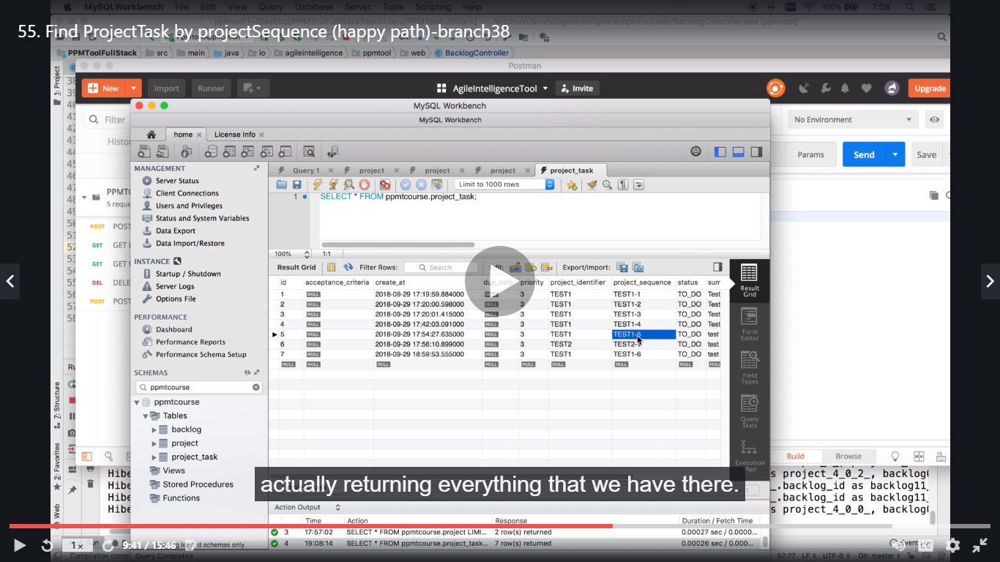 MySQLWorkbench File Edit View Query Database Server Tools Scripting Help 100% 7:08
55. Find ProjectTask by projectSequence (happy path)-branch38
PPMToolFullStack src main java io agileintelligence ppmtool web BacklogController
Postman
New Import Runner AgileIntelligenceTool Invite Upgrade
MySQL Workbench
MySQL Workbench
Filter
No Environment
home License Info
Params Send Save
MANAGEMENT
Server Status
Client Connections
Users and Privileges
Status and System Variables
Data Export
Data Import/Restore
INSTANCE
Startup / Shutdown
Server Logs
Options File
PERFORMANCE
Dashboard
Performance Reports
Performance Schema Setup
SCHEMAS
ppmtcourse
ppmtcourse
Tables
backlog
project
project_task
Views
Stored Procedures
Functions
Query 1 project project project project_task
Limit to 1000 rows
1 SELECT * FROM ppmtcourse.project_task;
100% 1:1
Result Grid Filter Rows: Search Edit: Export/Import:
id acceptance_criteria create_at due_date priority project_identifier project_sequence status sum
1 NULL 2018-09-29 17:19:59.884000 NULL 3 TEST1 TEST1-1 TO_DO Test
2 NULL 2018-09-29 17:20:00.598000 NULL 3 TEST1 TEST1-2 TO_DO Test
3 NULL 2018-09-29 17:20:01.415000 NULL 3 TEST1 TEST1-3 TO_DO Test
4 NULL 2018-09-29 17:42:03.091000 NULL 3 TEST1 TEST1-4 TO_DO Test
5 NULL 2018-09-29 17:54:27.635000 NULL 3 TEST1 TEST1-5 TO_DO test
6 NULL 2018-09-29 17:56:10.899000 NULL 3 TEST2 TEST2-1 TO_DO test
7 NULL 2018-09-29 18:59:53.555000 NULL 3 TEST1 TEST1-6 TO_DO test
NULL NULL NULL NULL NULL NULL NULL NULL NULL
Result Grid
Form Editor
Field Types
Query Stats
Execution Plan
1: Project
7: Structure
2: Favorites
Web
POST POST
GET GET
GET GET
DEL DELE
POST POST
Build Browse
actually returning everything that we have there.
Action Output
Time Action Response Duration / Fetch Time
3 17:57:02 SELECT * FROM ppmtcourse.project LIMI... 2 row(s) returned 0.00027 sec / 0.0000...
4 19:08:14 SELECT * FROM ppmtcourse.project_task... 7 row(s) returned 0.00026 sec / 0.000...
Hibe
Hibe
Hibe
Hibe
s project_4_0_2_, backlog
_.backlog_id as backlog11_
_.backlog_id as backlog11_
s project_4_0_0_, backlog
1x 9:41 / 15:46
Query Completed
52:77 LF UTF-8 Git: master